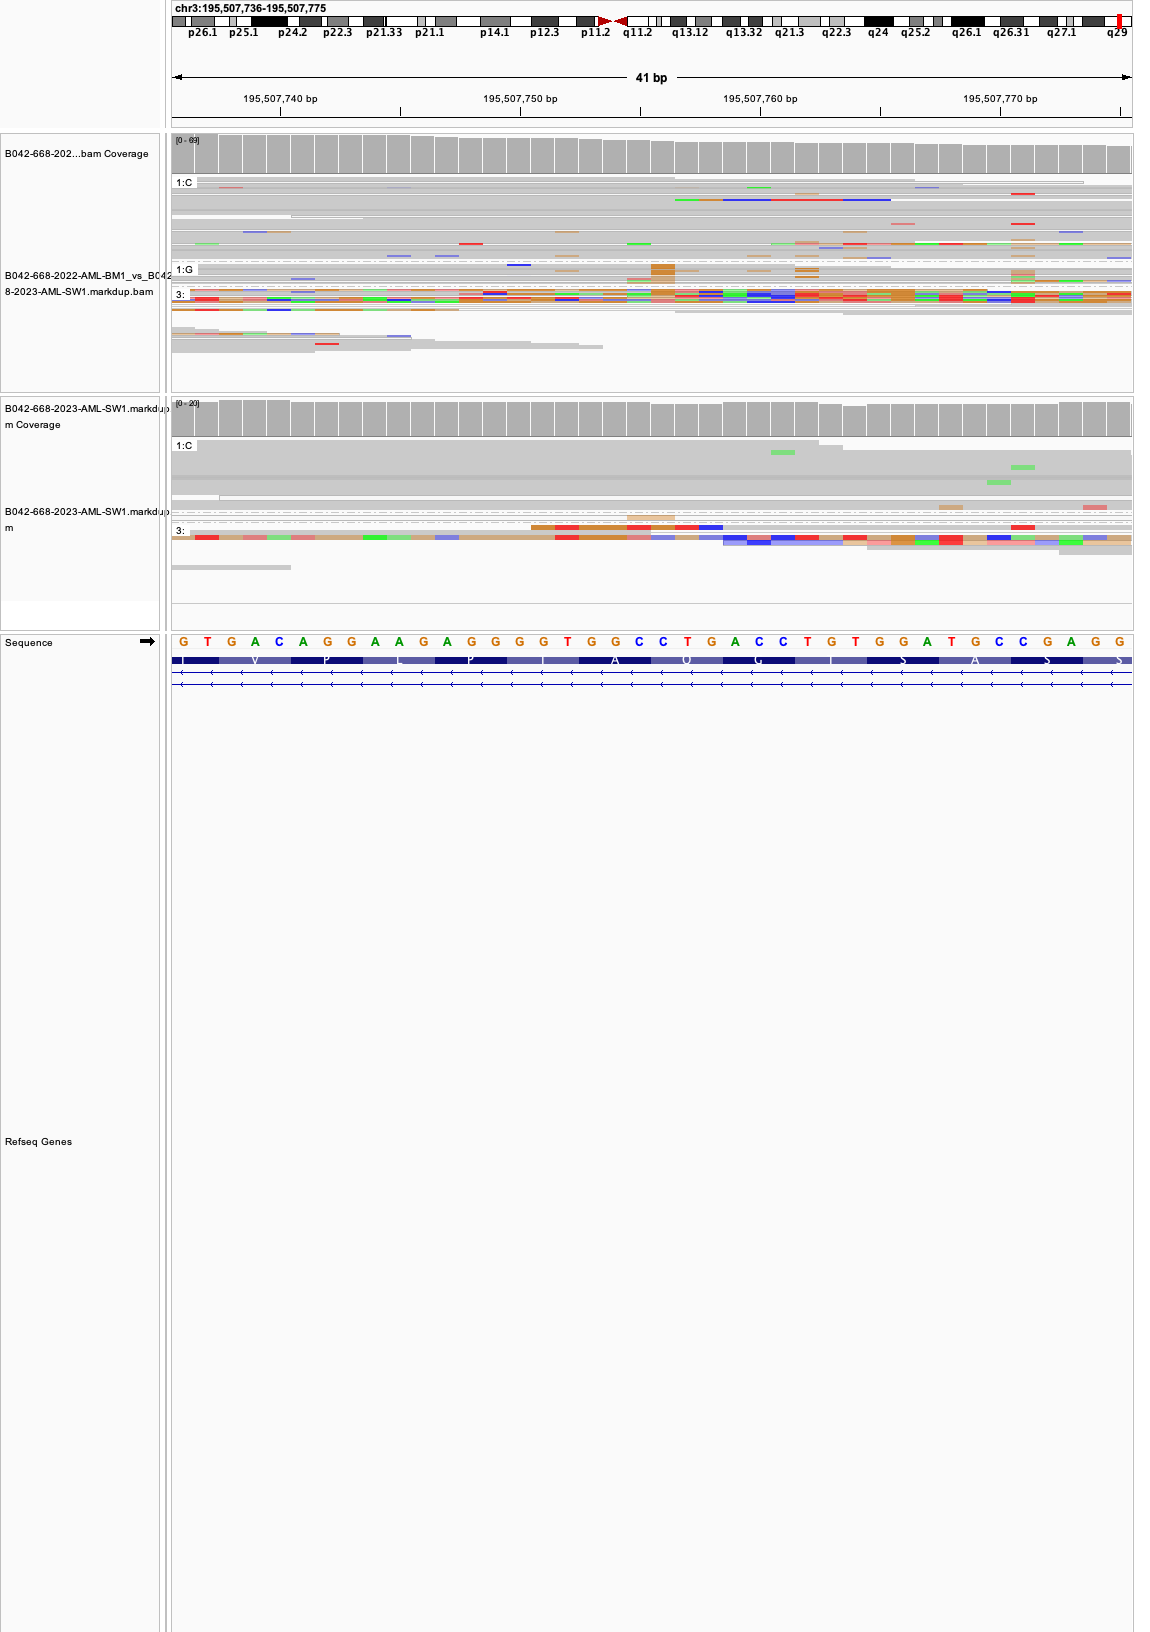 chr3:195,507,736-195,507,775
p26.1 p25.1 p24.2 p22.3 p21.33 p21.1 p14.1 p12.3 p11.2 q11.2 q13.12 q13.32 q21.3 q22.3 q24 q25.2 q26.1 q26.31 q27.1 q29
41 bp
195,507,740 bp 195,507,750 bp 195,507,760 bp 195,507,770 bp
[0 - 69]
B042-668-202...bam Coverage
1:C
1:G
B042-668-2022-AML-BM1_vs_B042
8-2023-AML-SW1.markdup.bam
3:
[0 - 20]
B042-668-2023-AML-SW1.markdup
m Coverage
1:C
B042-668-2023-AML-SW1.markdup
m
3:
Sequence
G T G A C A G G A A G A G G G G T G G C C T G A C C T G T G G A T G C C G A G G
T V P L P T A Q G T S A S S
Refseq Genes